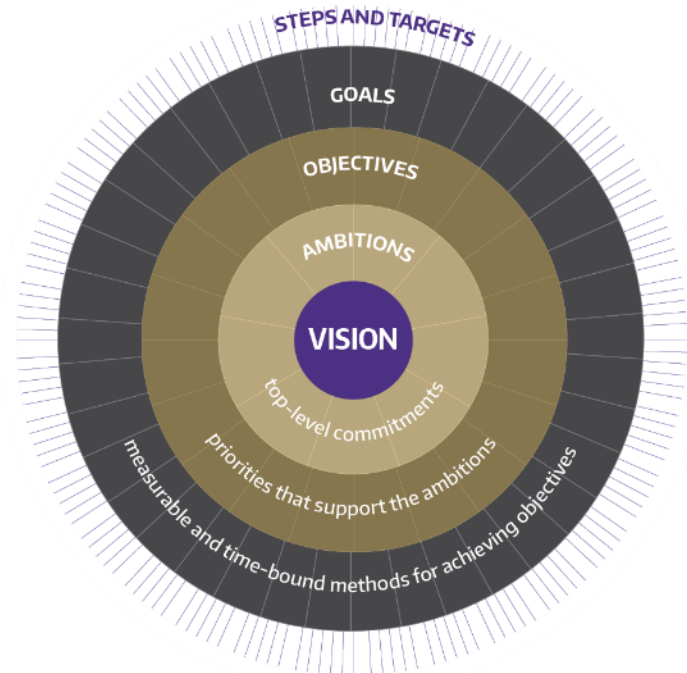 STEPS AND TARGETS
GOALS
OBJECTIVES
AMBITIONS
VISION
top-level commitments
priorities that support the ambitions
measurable and time-bound methods for achieving objectives